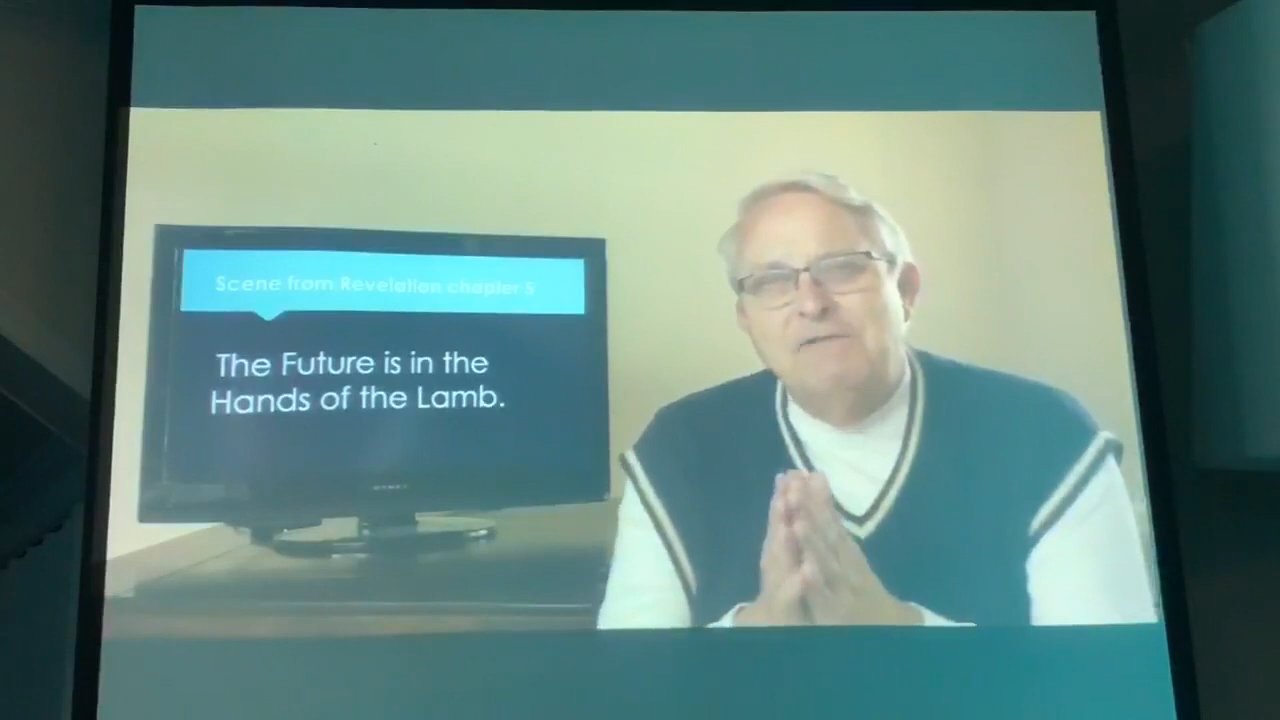 Scene from Revelation chapter 5
The Future is in the
Hands of the Lamb.